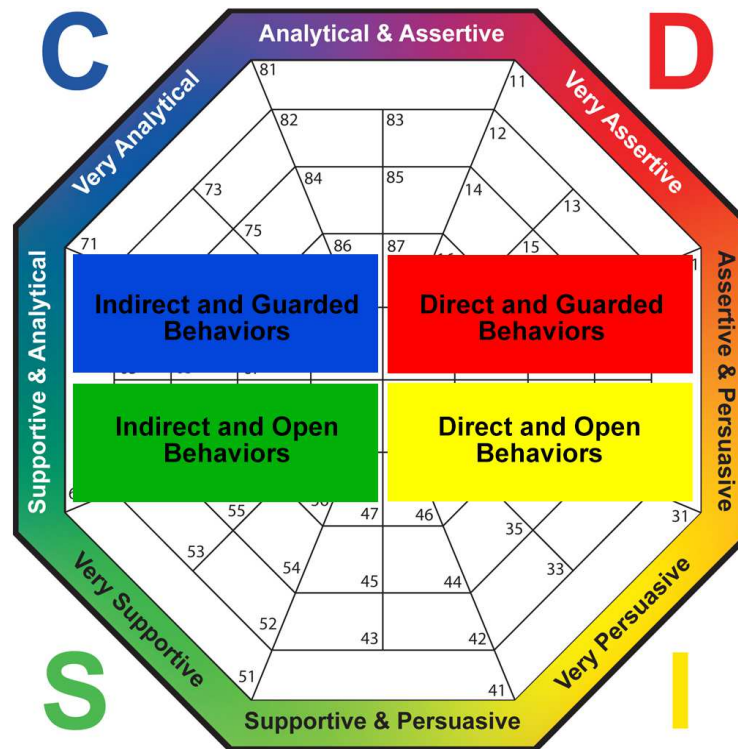 C
D
Analytical & Assertive
Very Analytical
Very Assertive
81
11
82
83
12
84
85
14
73
13
75
15
86
87
71
Supportive & Analytical
Assertive & Persuasive
Indirect and Guarded
Behaviors
Direct and Guarded
Behaviors
Indirect and Open
Behaviors
Direct and Open
Behaviors
47
46
31
55
35
53
54
45
44
33
52
43
42
51
41
Very Supportive
Very Persuasive
Supportive & Persuasive
S
I